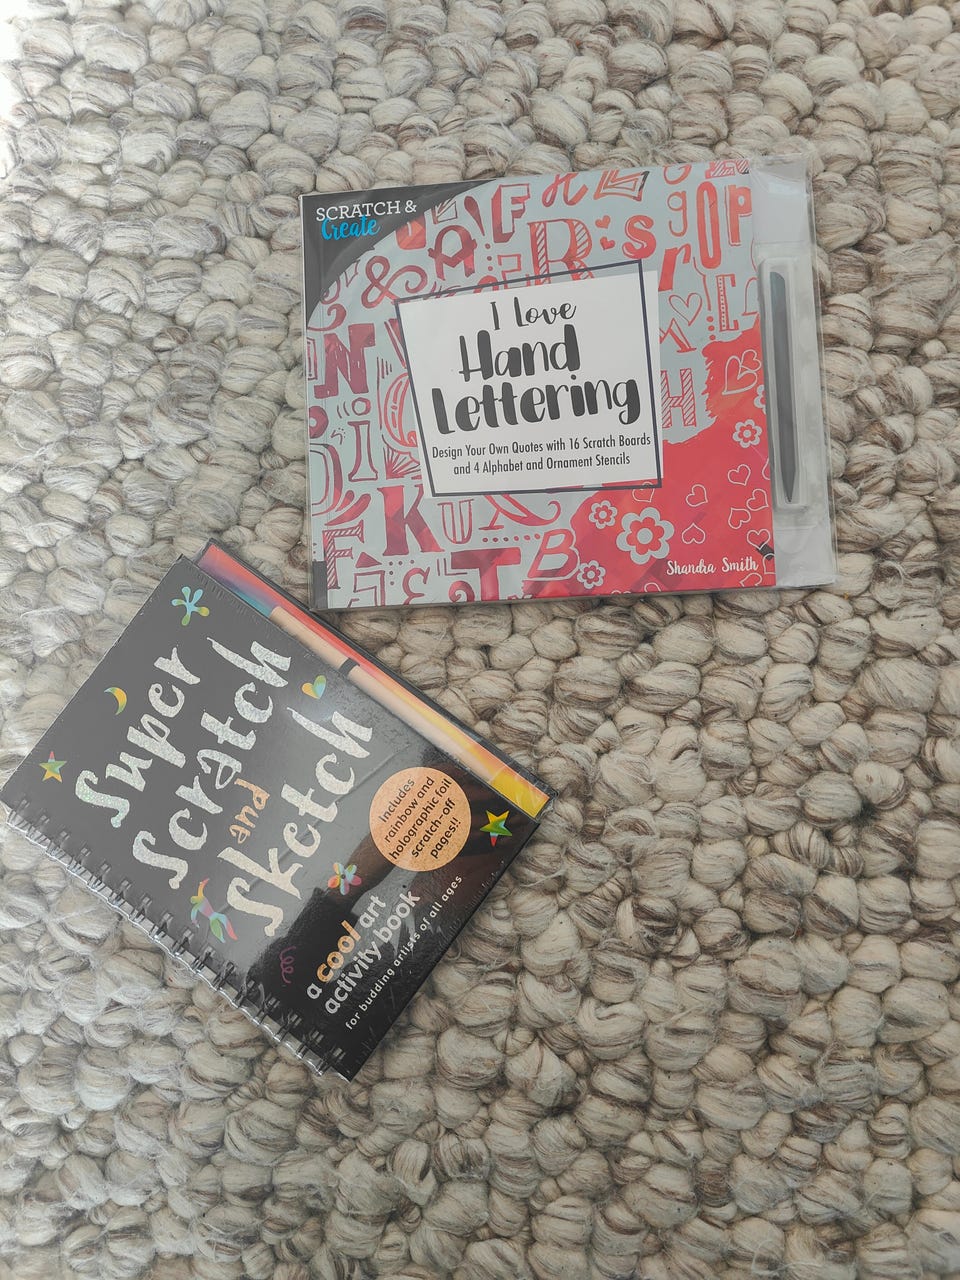 SCRATCH &
Create
I Love
Hand
Lettering
Design Your Own Quotes with 16 Scratch Boards
and 4 Alphabet and Ornament Stencils
Shandra Smith
Super
Scratch
and
Sketch
Includes
rainbow and
holographic foil
scratch-off
pages!!
a cool art
activity book
for budding artists of all ages